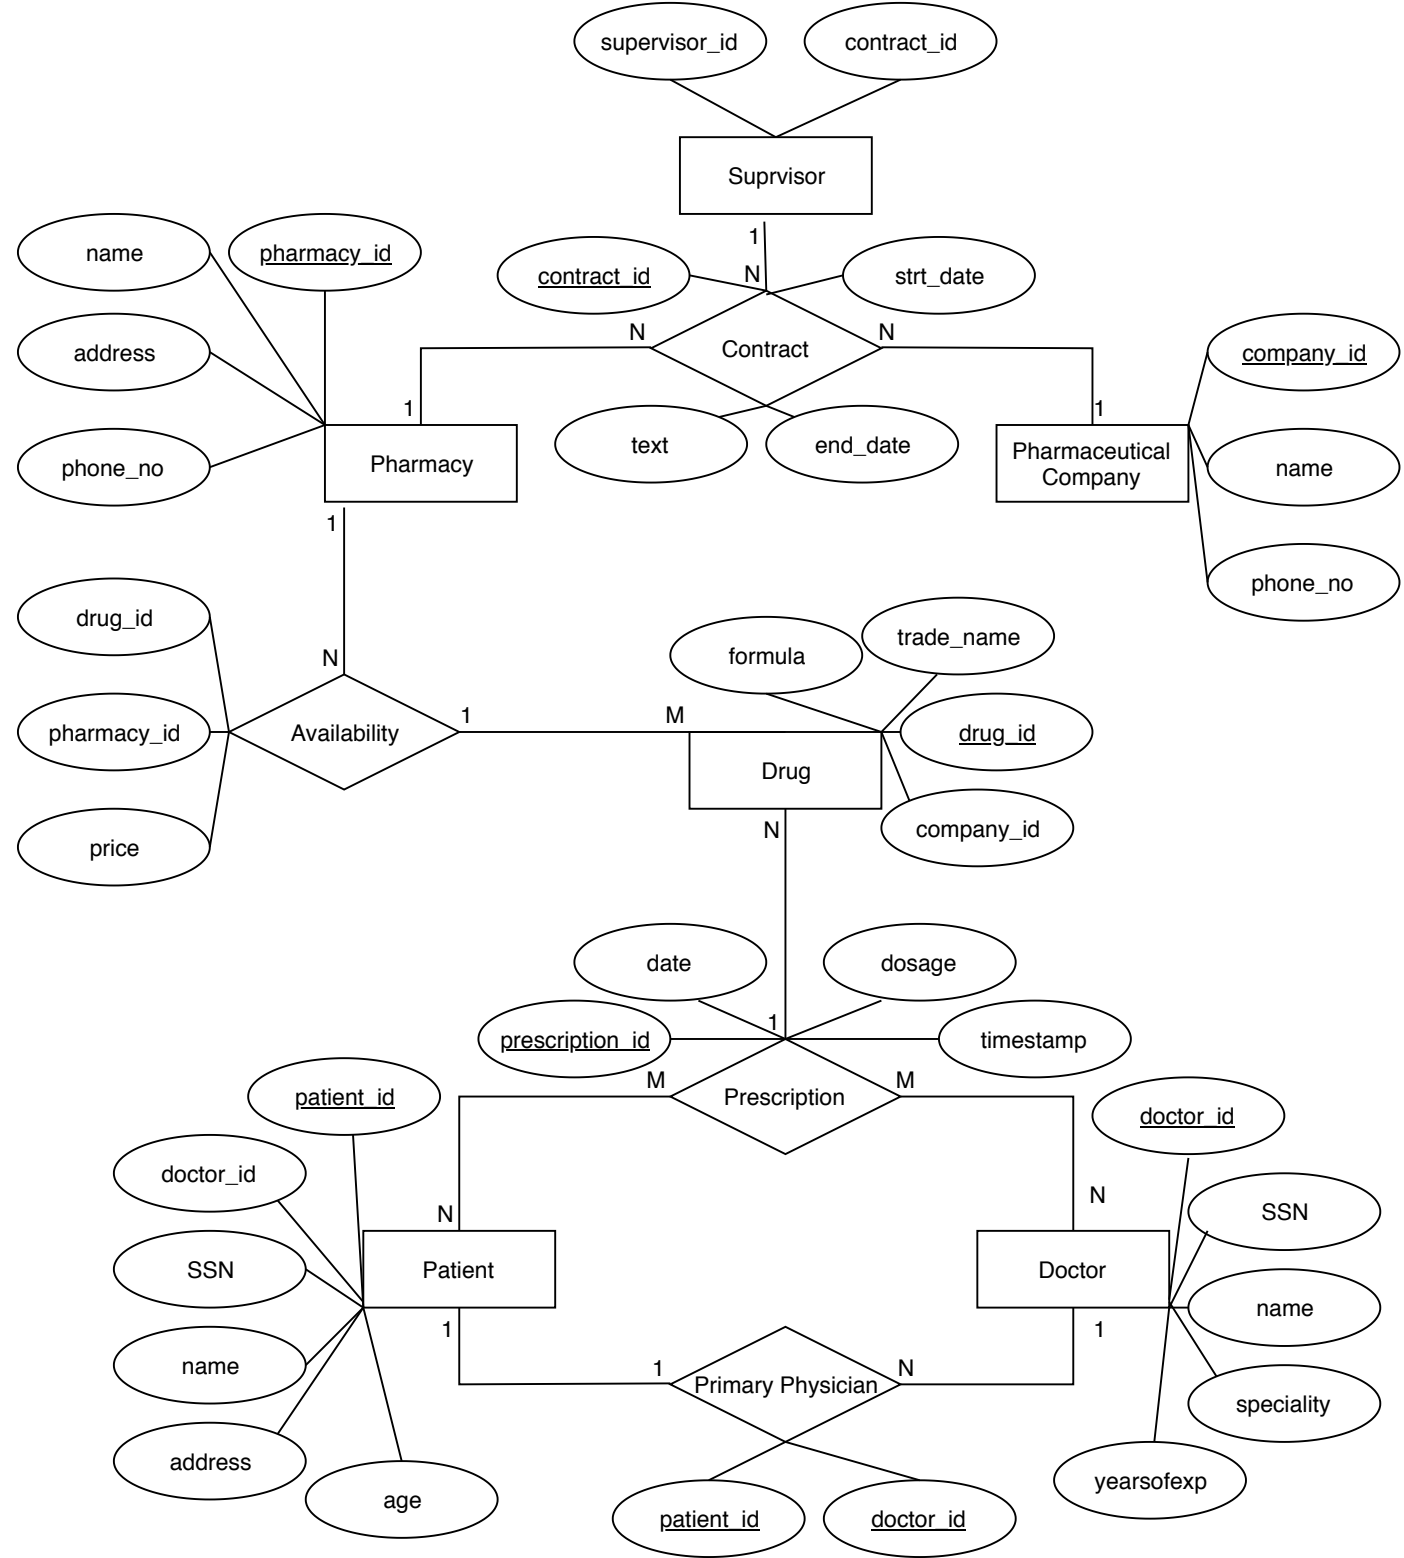 supervisor_id
contract_id
Suprvisor
1
name
pharmacy_id
contract_id
N
strt_date
address
N
Contract
N
company_id
1
1
phone_no
Pharmacy
text
end_date
Pharmaceutical
Company
name
1
phone_no
drug_id
N
formula
trade_name
pharmacy_id
Availability
1
M
drug_id
Drug
price
N
company_id
date
dosage
prescription_id
1
timestamp
patient_id
M
Prescription
M
doctor_id
doctor_id
N
N
SSN
SSN
Patient
Doctor
name
1
1
name
1
Primary Physician
N
address
speciality
age
yearsofexp
patient_id
doctor_id